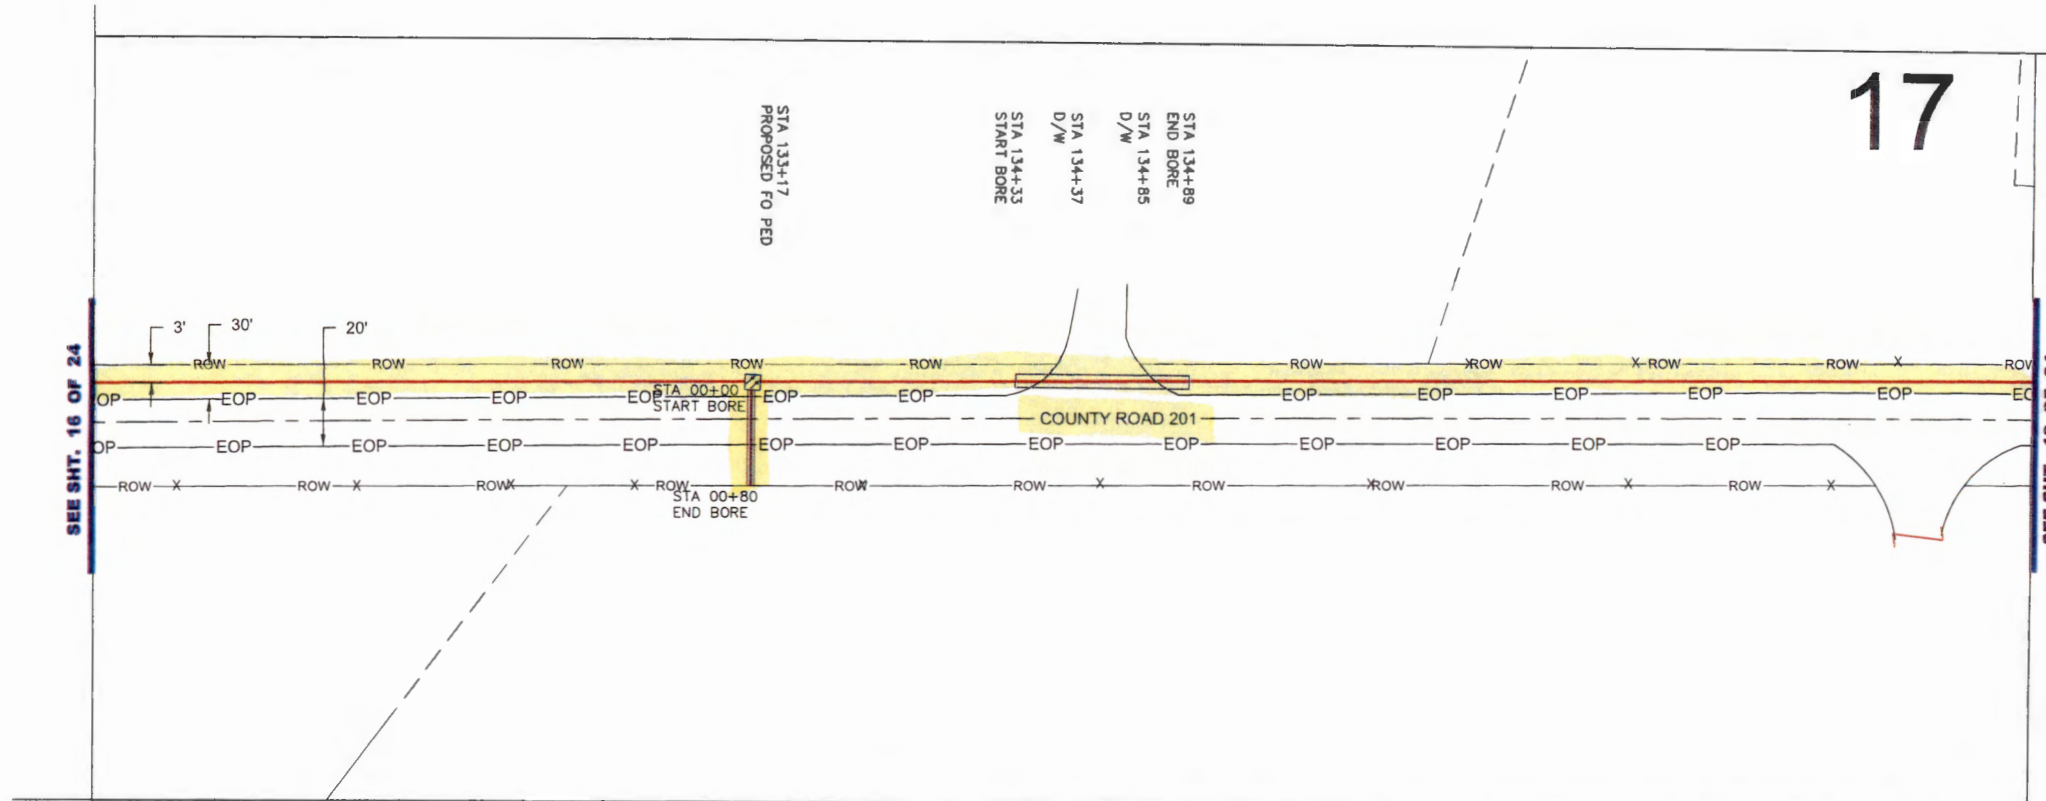 17
STA 133+17
PROPOSED FO PED
STA 134+33
START BORE
STA 134+37
D/W
STA 134+85
D/W
STA 134+89
END BORE
3' 30' 20'
SEE SHT. 16 OF 24
ROW ROW ROW ROW ROW ROW X ROW X ROW ROW X ROW
STA 00+00
START BORE
EOP EOP EOP EOP EOP EOP EOP EOP EOP EOP EOP EOP
COUNTY ROAD 201
EOP EOP EOP EOP EOP EOP EOP EOP EOP EOP EOP EOP
ROW X ROW X ROW X X ROW ROW X ROW X ROW X ROW ROW X ROW X
STA 00+80
END BORE